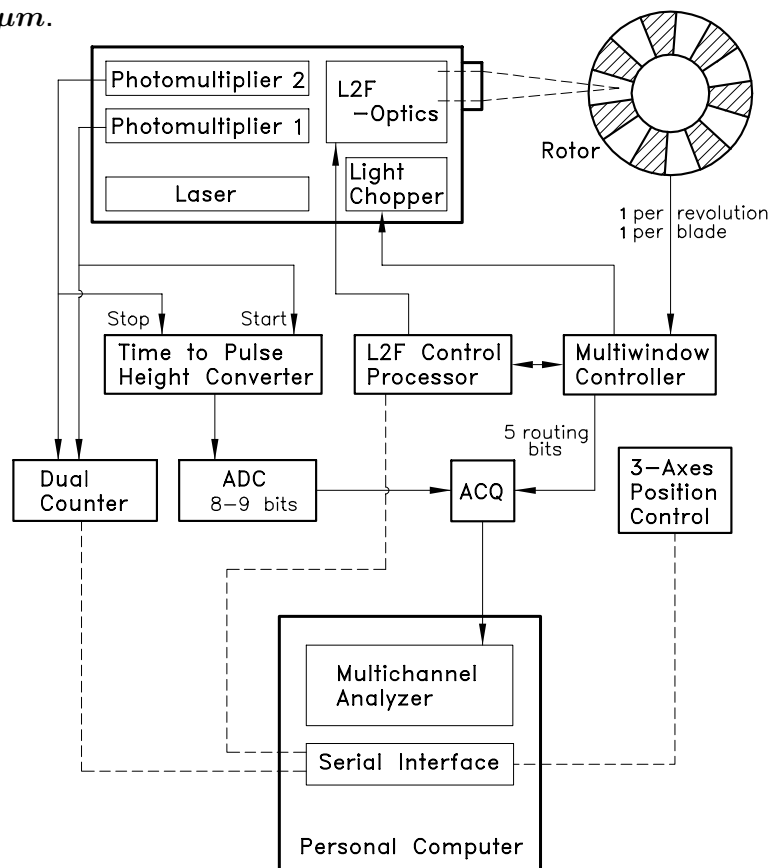 μm.
Photomultiplier 2
Photomultiplier 1
Laser
L2F
-Optics
Light
Chopper
Rotor
1 per revolution
1 per blade
Stop
Start
Time to Pulse
Height Converter
L2F Control
Processor
Multiwindow
Controller
5 routing
bits
Dual
Counter
ADC
8-9 bits
ACQ
3-Axes
Position
Control
Multichannel
Analyzer
Serial Interface
Personal Computer